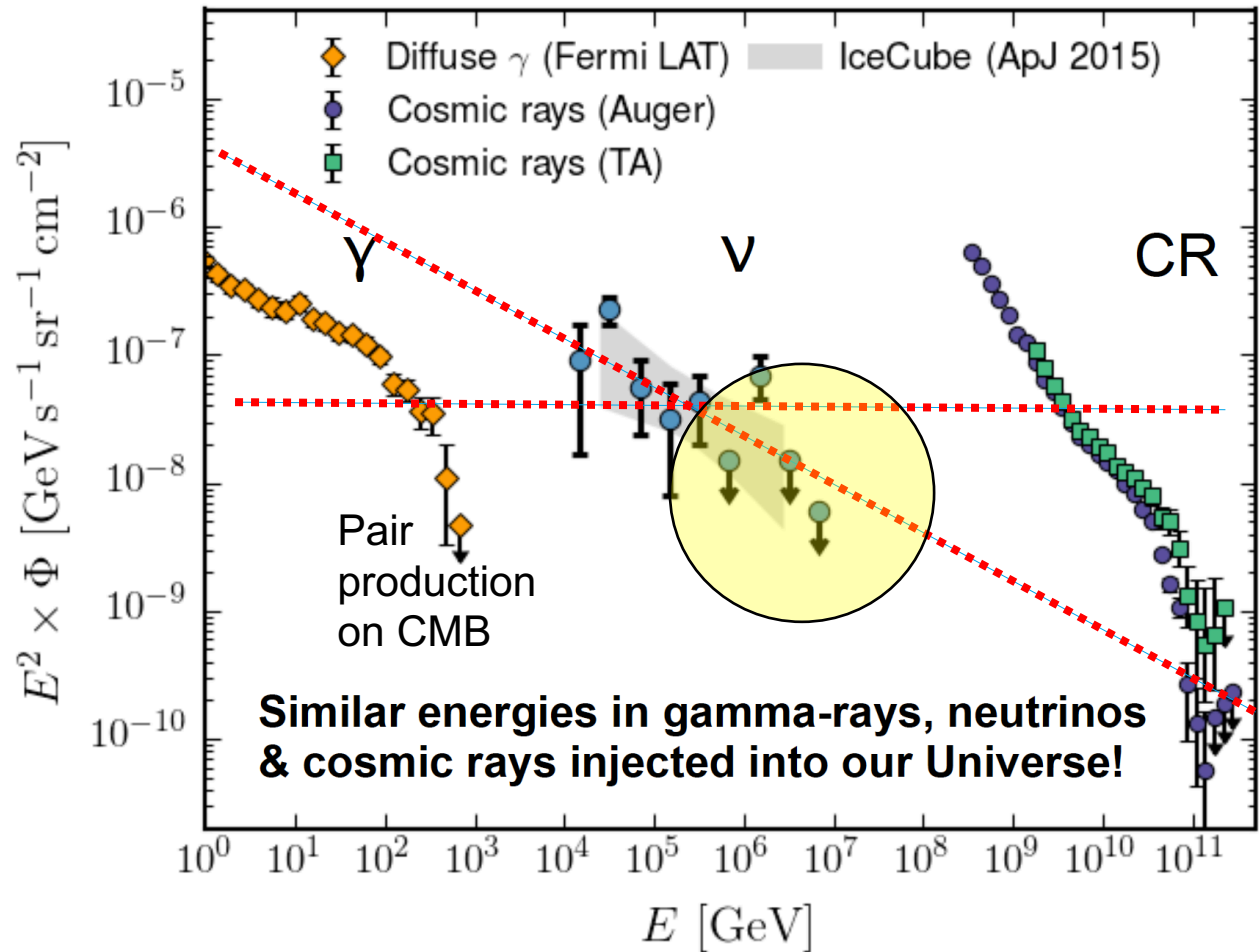 Diffuse γ (Fermi LAT)
IceCube (ApJ 2015)
Cosmic rays (Auger)
Cosmic rays (TA)
γ
ν
CR
Pair
production
on CMB
Similar energies in gamma-rays, neutrinos
& cosmic rays injected into our Universe!
E² × Φ [GeV s⁻¹ sr⁻¹ cm⁻²]
10⁻⁵
10⁻⁶
10⁻⁷
10⁻⁸
10⁻⁹
10⁻¹⁰
10⁰ 10¹ 10² 10³ 10⁴ 10⁵ 10⁶ 10⁷ 10⁸ 10⁹ 10¹⁰ 10¹¹
E [GeV]